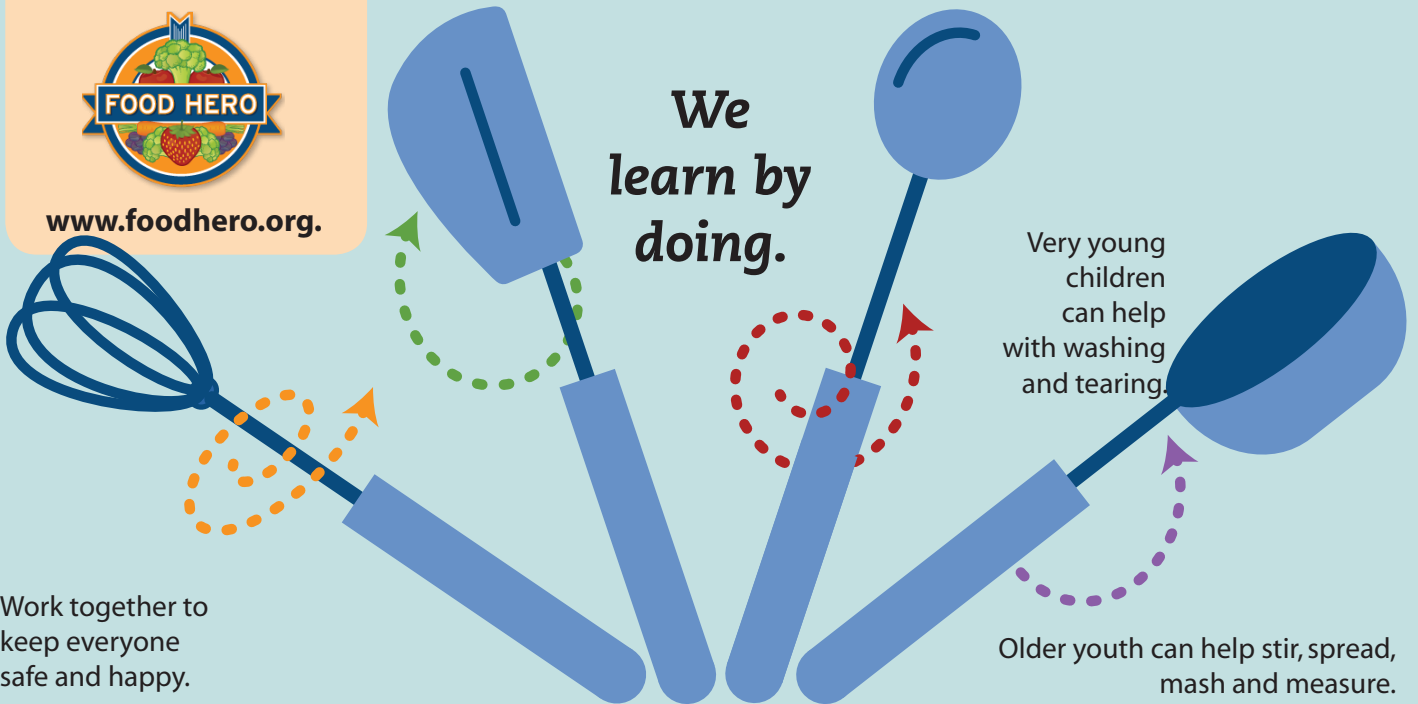 FOOD HERO
www.foodhero.org.
We
learn by
doing.
Very young
children
can help
with washing
and tearing.
Work together to
keep everyone
safe and happy.
Older youth can help stir, spread,
mash and measure.